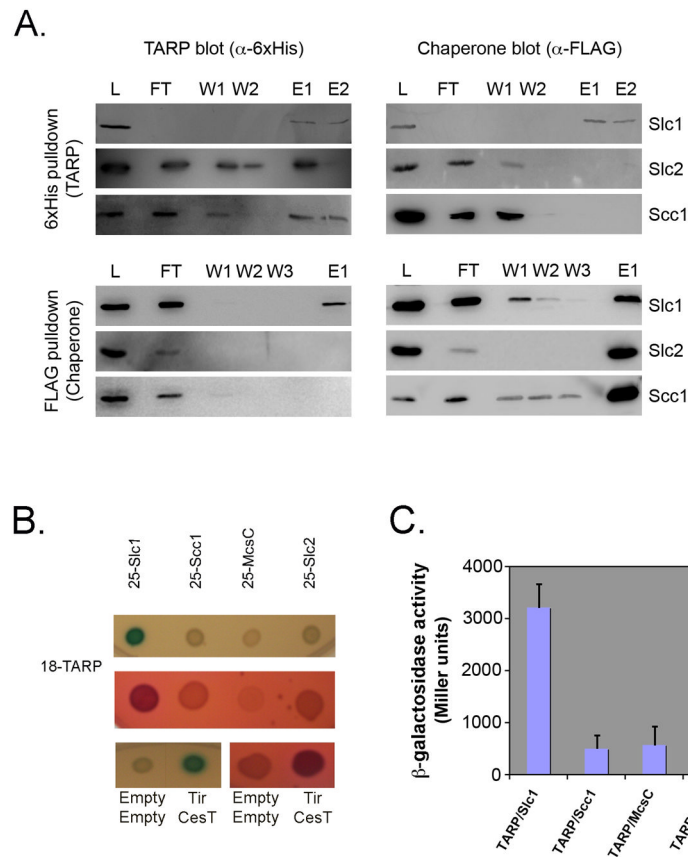 A.
TARP blot (α-6xHis)
Chaperone blot (α-FLAG)
L FT W1 W2 E1 E2
L FT W1 W2 E1 E2
6xHis pulldown
(TARP)
Slc1
Slc2
Scc1
L FT W1 W2 W3 E1
L FT W1 W2 W3 E1
FLAG pulldown
(Chaperone)
Slc1
Slc2
Scc1
B.
25-Slc1
25-Scc1
25-McsC
25-Slc2
18-TARP
Empty Tir Empty Tir
Empty CesT Empty CesT
C.
β-galactosidase activity
(Miller units)
4000
3000
2000
1000
0
TARP/Slc1
TARP/Scc1
TARP/McsC
TARP